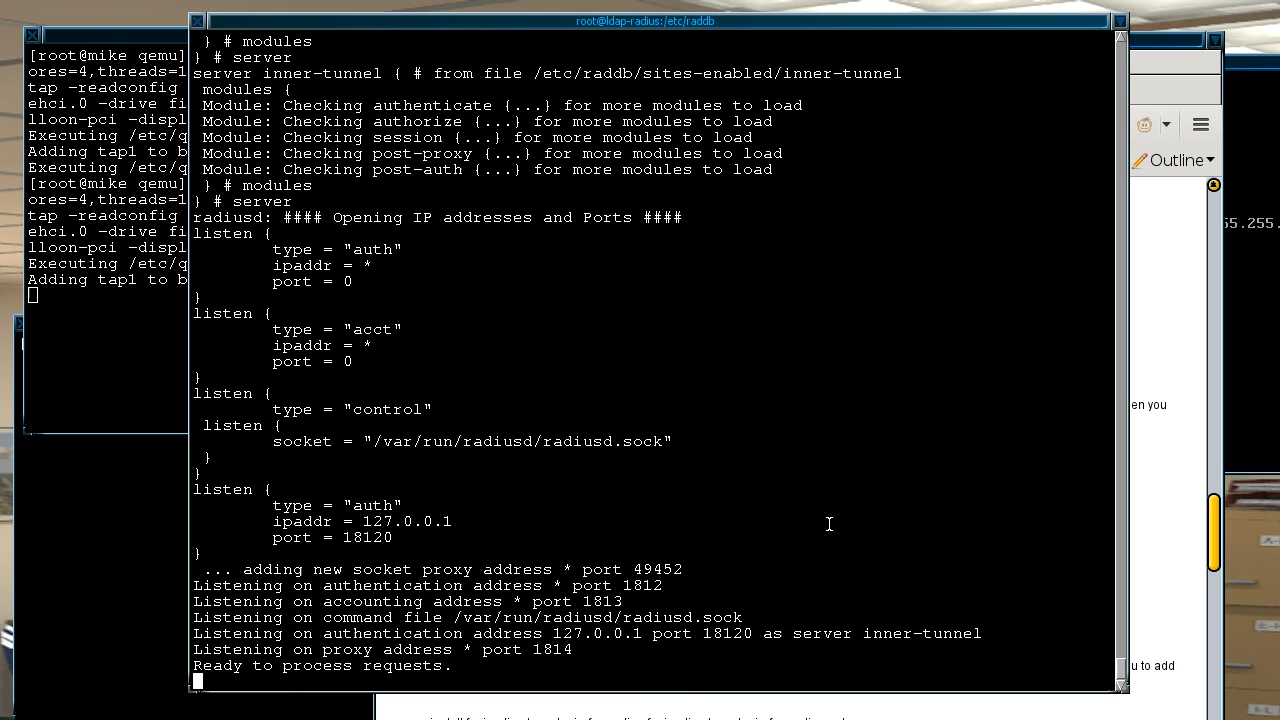 root@ldap-radius:/etc/raddb
 } # modules
} # server
server inner-tunnel { # from file /etc/raddb/sites-enabled/inner-tunnel
 modules {
 Module: Checking authenticate {...} for more modules to load
 Module: Checking authorize {...} for more modules to load
 Module: Checking session {...} for more modules to load
 Module: Checking post-proxy {...} for more modules to load
 Module: Checking post-auth {...} for more modules to load
 } # modules
} # server
radiusd: #### Opening IP addresses and Ports ####
listen {
        type = "auth"
        ipaddr = *
        port = 0
}
listen {
        type = "acct"
        ipaddr = *
        port = 0
}
listen {
        type = "control"
 listen {
        socket = "/var/run/radiusd/radiusd.sock"
 }
}
listen {
        type = "auth"
        ipaddr = 127.0.0.1
        port = 18120
}
 ... adding new socket proxy address * port 49452
Listening on authentication address * port 1812
Listening on accounting address * port 1813
Listening on command file /var/run/radiusd/radiusd.sock
Listening on authentication address 127.0.0.1 port 18120 as server inner-tunnel
Listening on proxy address * port 1814
Ready to process requests.
[root@mike qemu]
ores=4,threads=1
tap -readconfig
ehci.0 -drive fi
lloon-pci -displ
Executing /etc/q
Adding tap1 to b
Executing /etc/q
[root@mike qemu]
ores=4,threads=1
tap -readconfig
ehci.0 -drive fi
lloon-pci -displ
Executing /etc/q
Adding tap1 to b
Outline
55.255.
en you
u to add